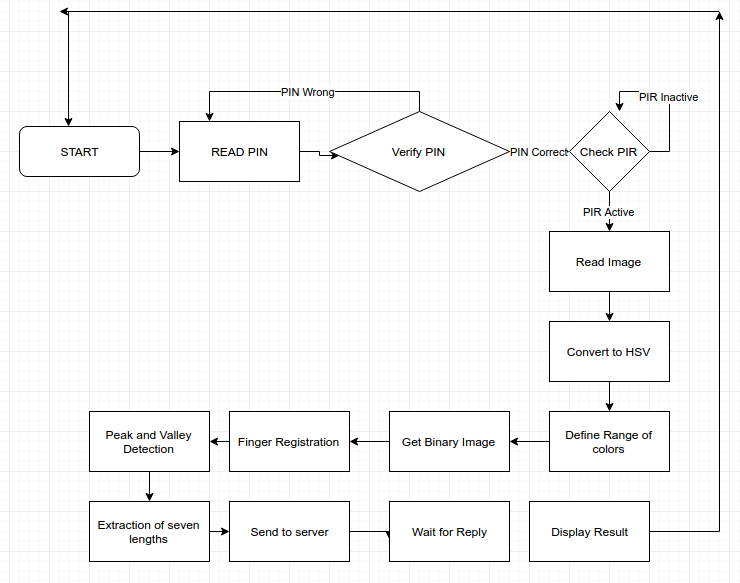 PIN Wrong
PIR Inactive
START
READ PIN
Verify PIN
PIN Correct
Check PIR
PIR Active
Read Image
Convert to HSV
Peak and Valley
Detection
Finger Registration
Get Binary Image
Define Range of
colors
Extraction of seven
lengths
Send to server
Wait for Reply
Display Result